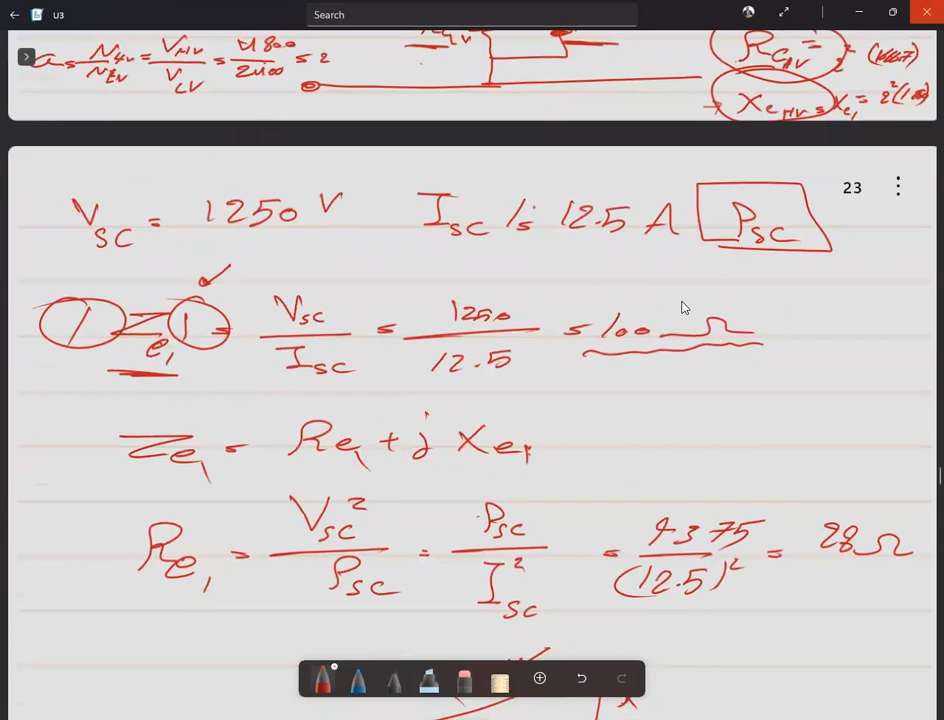 U3
Search
= N_HV / N_LV = V_HV / V_LV = 4800 / 2400 = 2
→ X_eHV = X_e1 = 2²
23
V_SC = 1250 V I_SC is 12.5 A P_SC
|Z_e1| = V_SC / I_SC = 1250 / 12.5 = 100 Ω
Z_e1 = R_e1 + j X_e1
R_e1 = V_SC² / P_SC = P_SC / I_SC² = 4375 / (12.5)² = 28 Ω